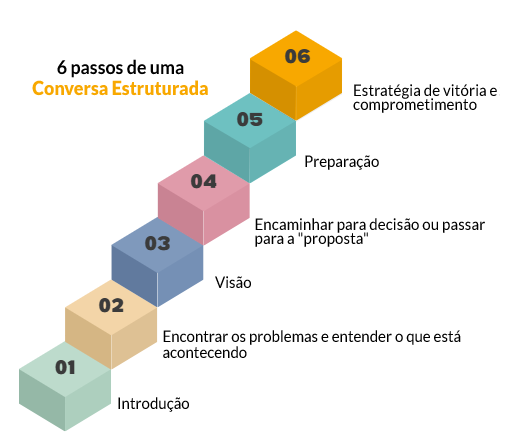 6 passos de uma
Conversa Estruturada
06
Estratégia de vitória e
comprometimento
05
Preparação
04
Encaminhar para decisão ou passar
para a "proposta"
03
Visão
02
Encontrar os problemas e entender o que está
acontecendo
01
Introdução